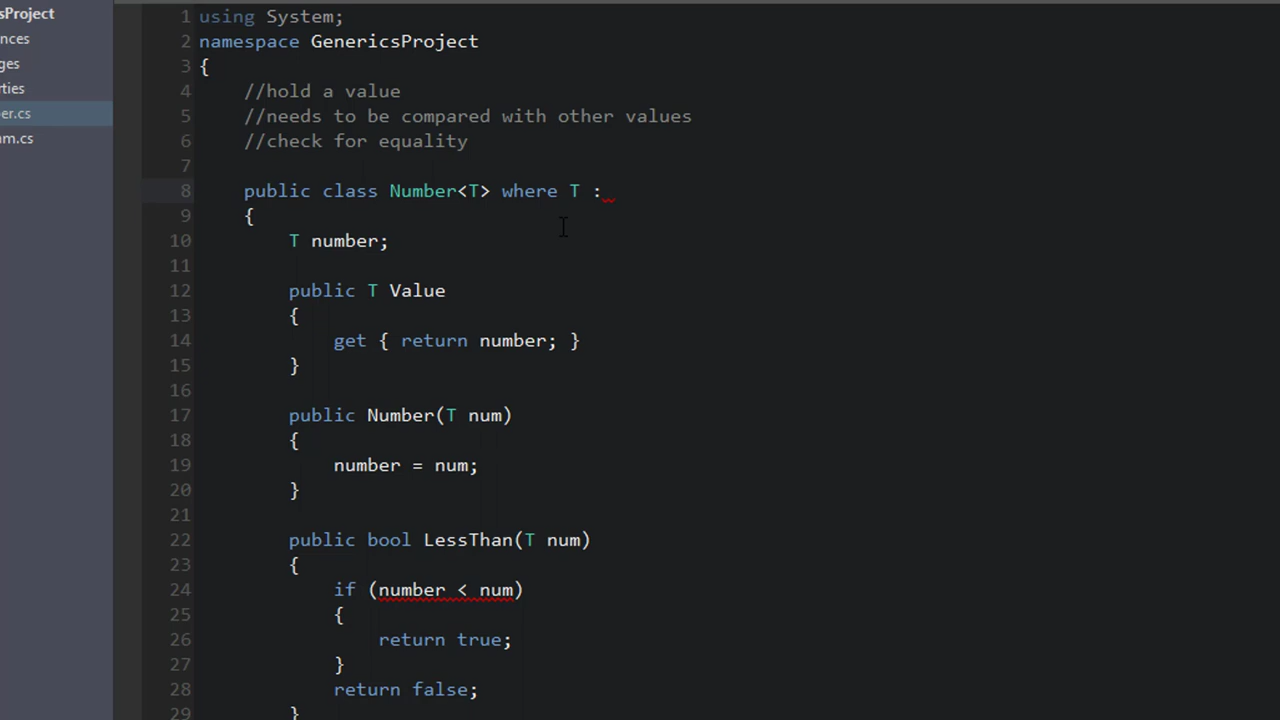 sProject
nces
ges
rties
er.cs
am.cs
1 using System;
2 namespace GenericsProject
3 {
4 //hold a value
5 //needs to be compared with other values
6 //check for equality
7
8 public class Number<T> where T :
9 {
10 T number;
11
12 public T Value
13 {
14 get { return number; }
15 }
16
17 public Number(T num)
18 {
19 number = num;
20 }
21
22 public bool LessThan(T num)
23 {
24 if (number < num)
25 {
26 return true;
27 }
28 return false;
29 }